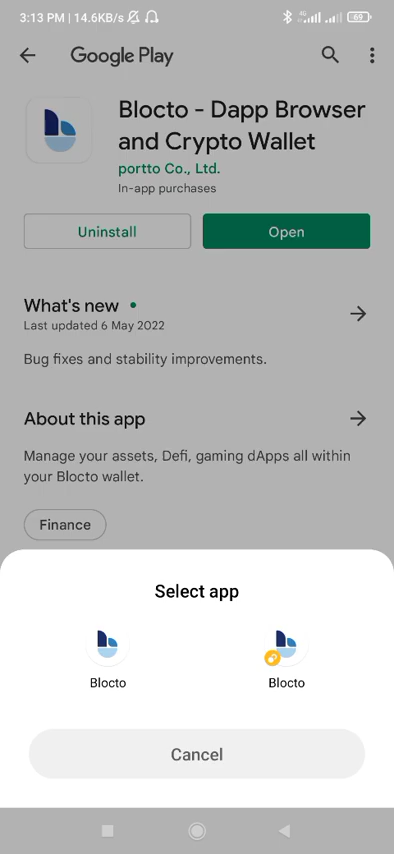 3:13 PM | 14.6KB/s
4G
69
Google Play
Blocto - Dapp Browser
and Crypto Wallet
portto Co., Ltd.
In-app purchases
Uninstall
Open
What's new
Last updated 6 May 2022
Bug fixes and stability improvements.
About this app
Manage your assets, Defi, gaming dApps all within
your Blocto wallet.
Finance
Select app
Blocto
Blocto
Cancel